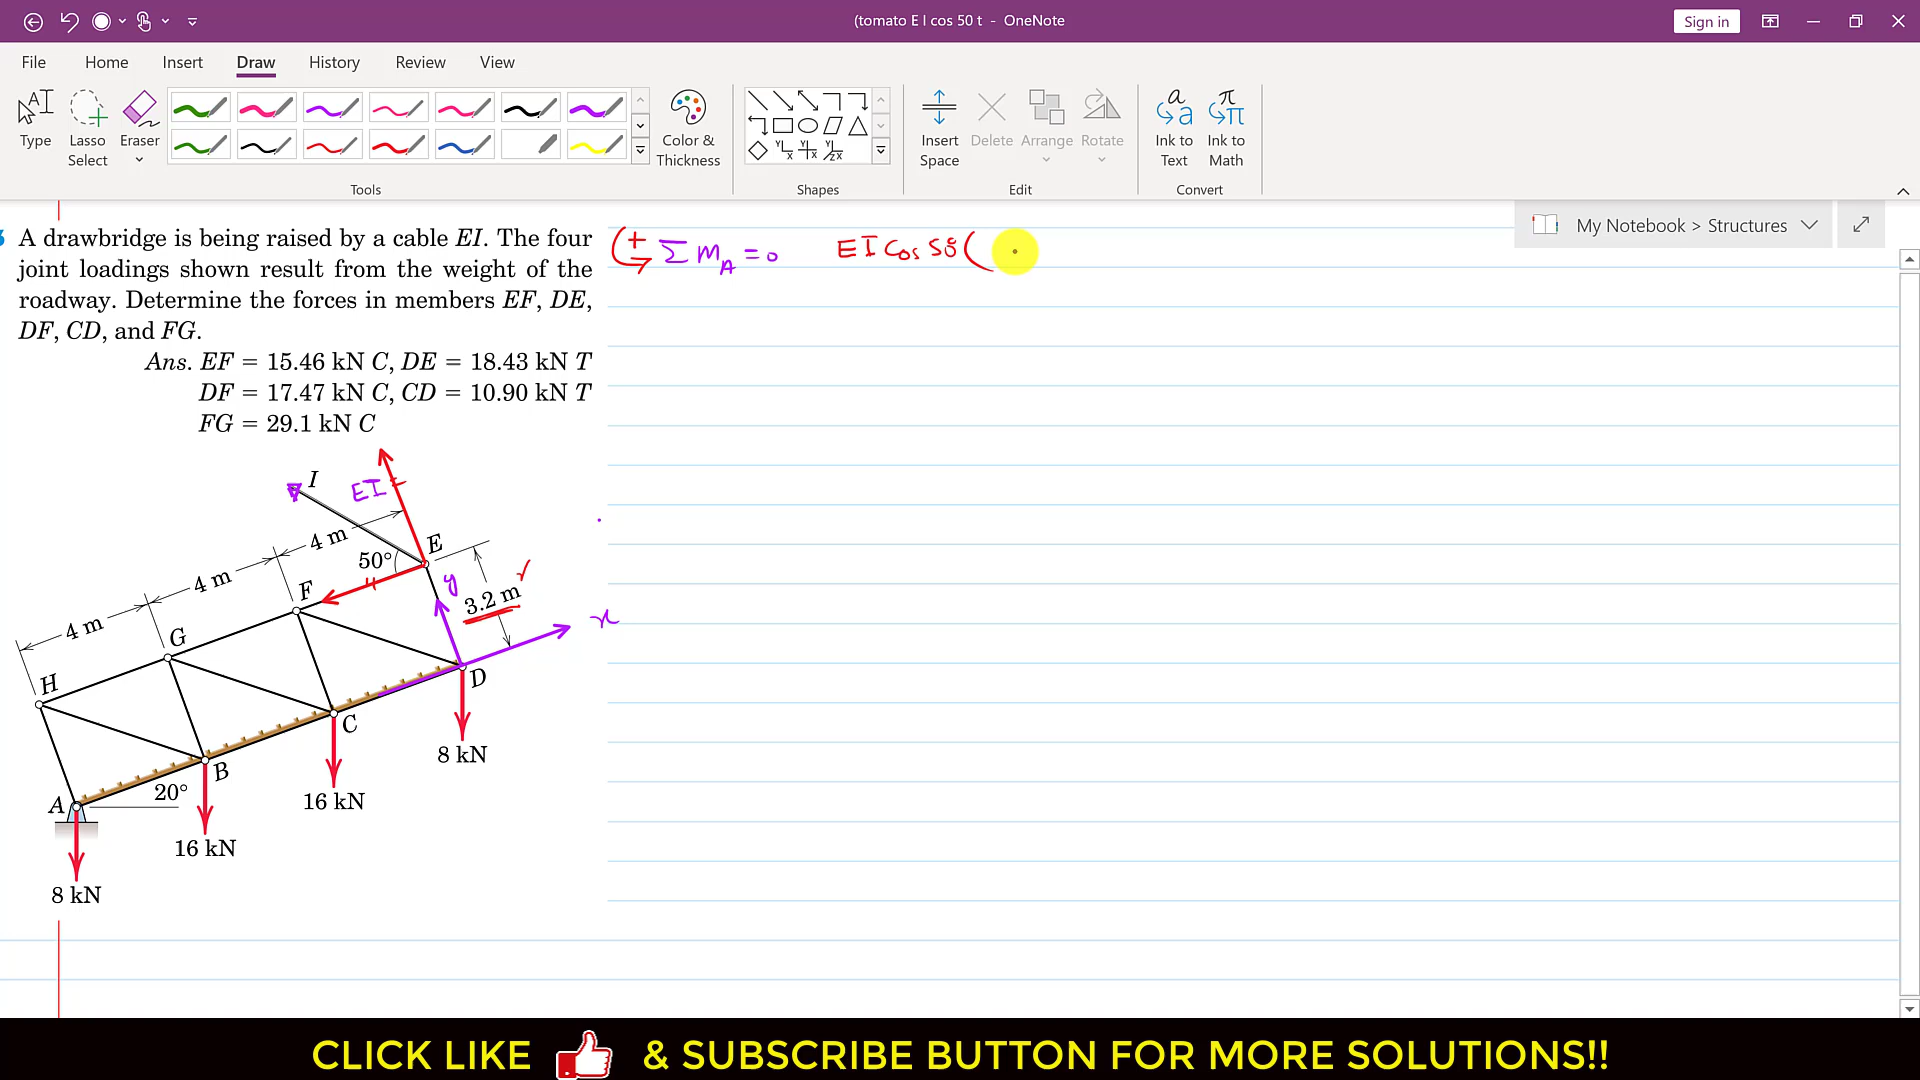 (tomato E I cos 50 t - OneNote
Sign in
File Home Insert Draw History Review View
Type
Lasso Select
Eraser
Color & Thickness
Insert Space
Delete
Arrange
Rotate
Ink to Text
Ink to Math
Tools
Shapes
Edit
Convert
My Notebook > Structures
A drawbridge is being raised by a cable EI. The four
joint loadings shown result from the weight of the
roadway. Determine the forces in members EF, DE,
DF, CD, and FG.
Ans. EF = 15.46 kN C, DE = 18.43 kN T
DF = 17.47 kN C, CD = 10.90 kN T
FG = 29.1 kN C
+ Σ M_A = 0 EI Cos 50° (
I
EI
4 m
E
50°
4 m
F
y
3.2 m
x
4 m
G
H
D
C
8 kN
B
20°
A
16 kN
16 kN
8 kN
CLICK LIKE & SUBSCRIBE BUTTON FOR MORE SOLUTIONS!!